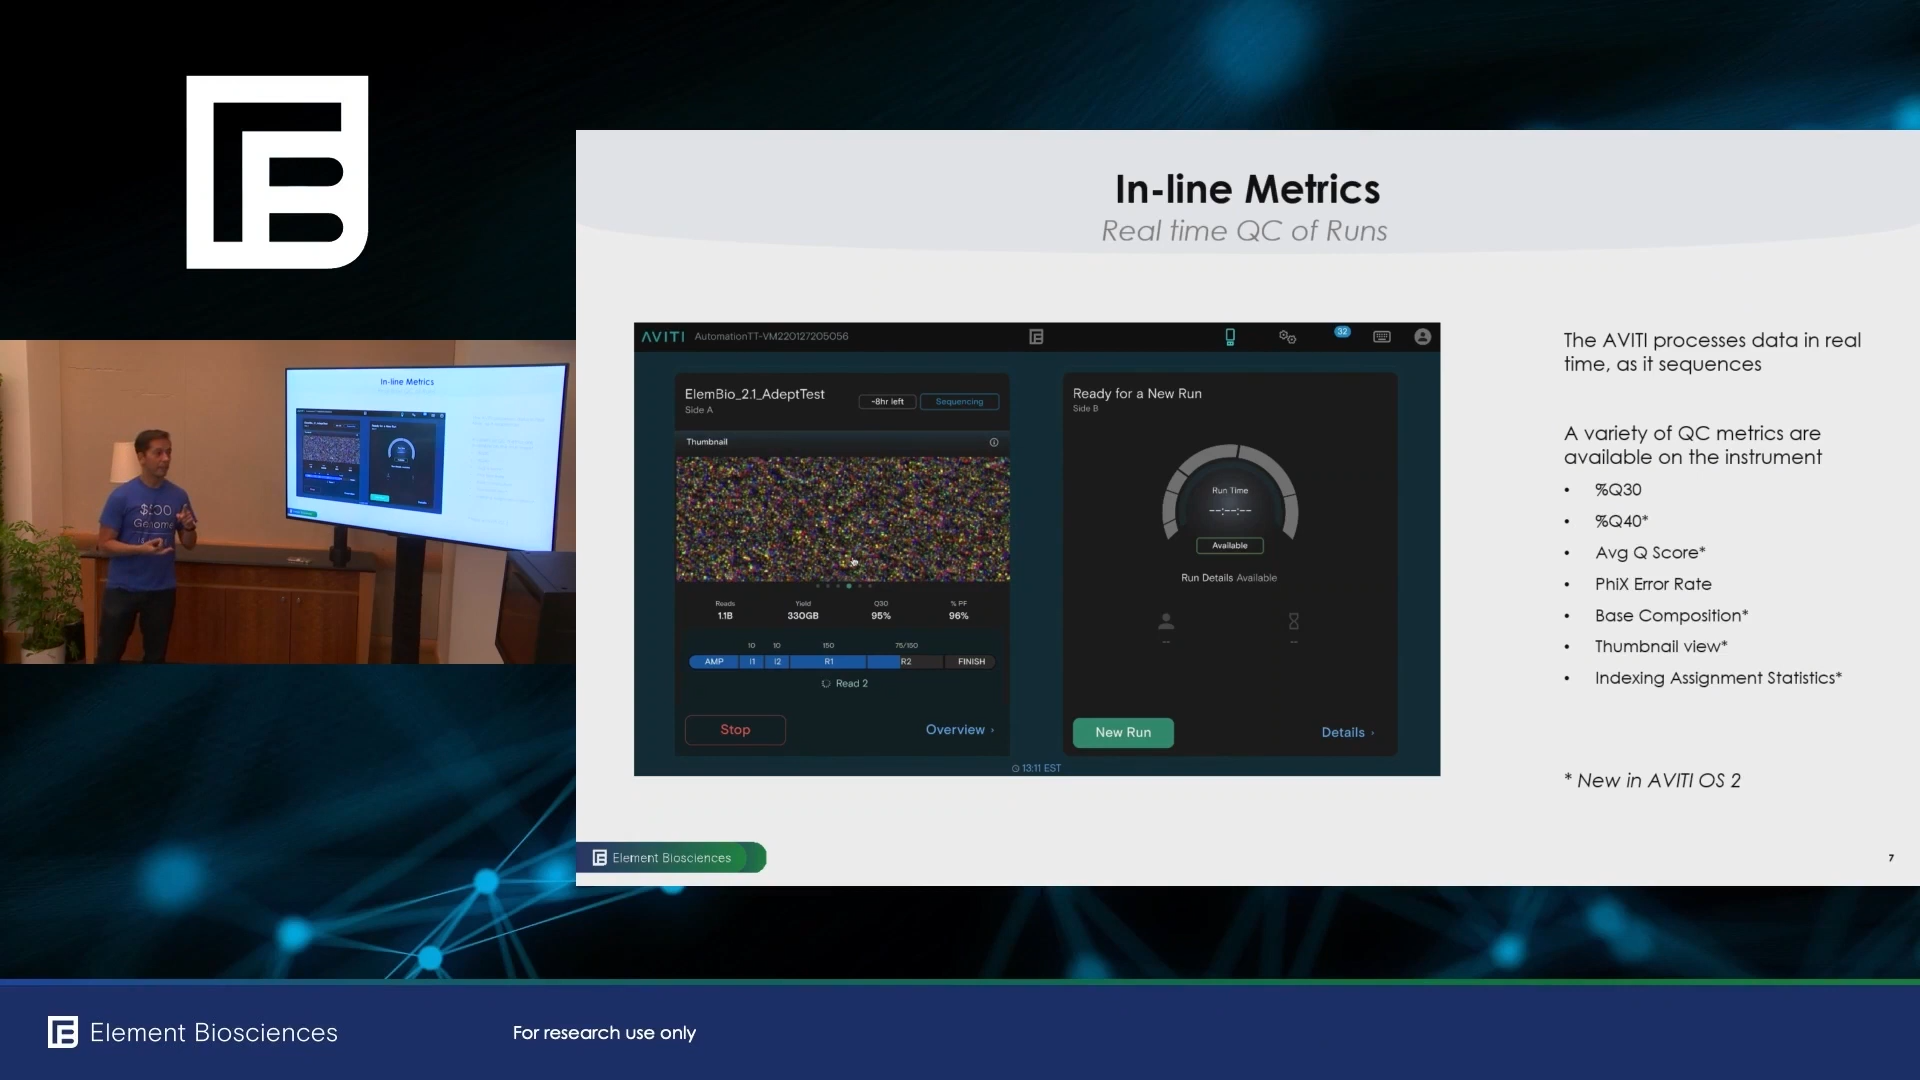 In-line Metrics
Real time QC of Runs
AVITI AutomationTT-VM220127205056
32
ElemBio_2.1_AdeptTest
Side A
~8hr left
Sequencing
Thumbnail
Reads Yield Q30 % PF
1.1B 330GB 95% 96%
10 10 150 75/150
AMP I1 I2 R1 R2 FINISH
Read 2
Stop
Overview
Ready for a New Run
Side B
Run Time
--:--:--
Available
Run Details Available
-- --
New Run
Details
13:11 EST
The AVITI processes data in real
time, as it sequences
A variety of QC metrics are
available on the instrument
• %Q30
• %Q40*
• Avg Q Score*
• PhiX Error Rate
• Base Composition*
• Thumbnail view*
• Indexing Assignment Statistics*
* New in AVITI OS 2
Element Biosciences
7
In-line Metrics
Genome
Element Biosciences
For research use only